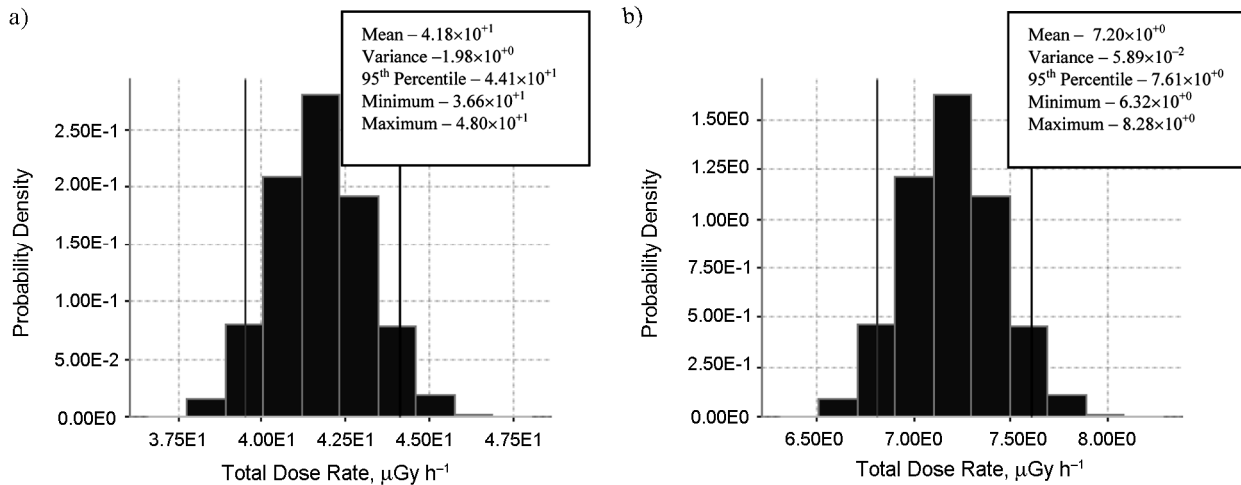 a)
Mean – 4.18×10⁺¹
Variance –1.98×10⁺⁰
95ᵗʰ Percentile – 4.41×10⁺¹
Minimum – 3.66×10⁺¹
Maximum – 4.80×10⁺¹
Probability Density
2.50E-1
2.00E-1
1.50E-1
1.00E-1
5.00E-2
0.00E0
3.75E1 4.00E1 4.25E1 4.50E1 4.75E1
Total Dose Rate, μGy h⁻¹
b)
Mean – 7.20×10⁺⁰
Variance – 5.89×10⁻²
95ᵗʰ Percentile – 7.61×10⁺⁰
Minimum – 6.32×10⁺⁰
Maximum – 8.28×10⁺⁰
Probability Density
1.50E0
1.25E0
1.00E0
7.50E-1
5.00E-1
2.50E-1
0.00E0
6.50E0 7.00E0 7.50E0 8.00E0
Total Dose Rate, μGy h⁻¹